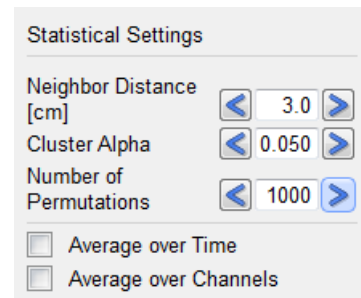 Statistical Settings
Neighbor Distance
[cm]
3.0
Cluster Alpha
0.050
Number of
Permutations
1000
Average over Time
Average over Channels